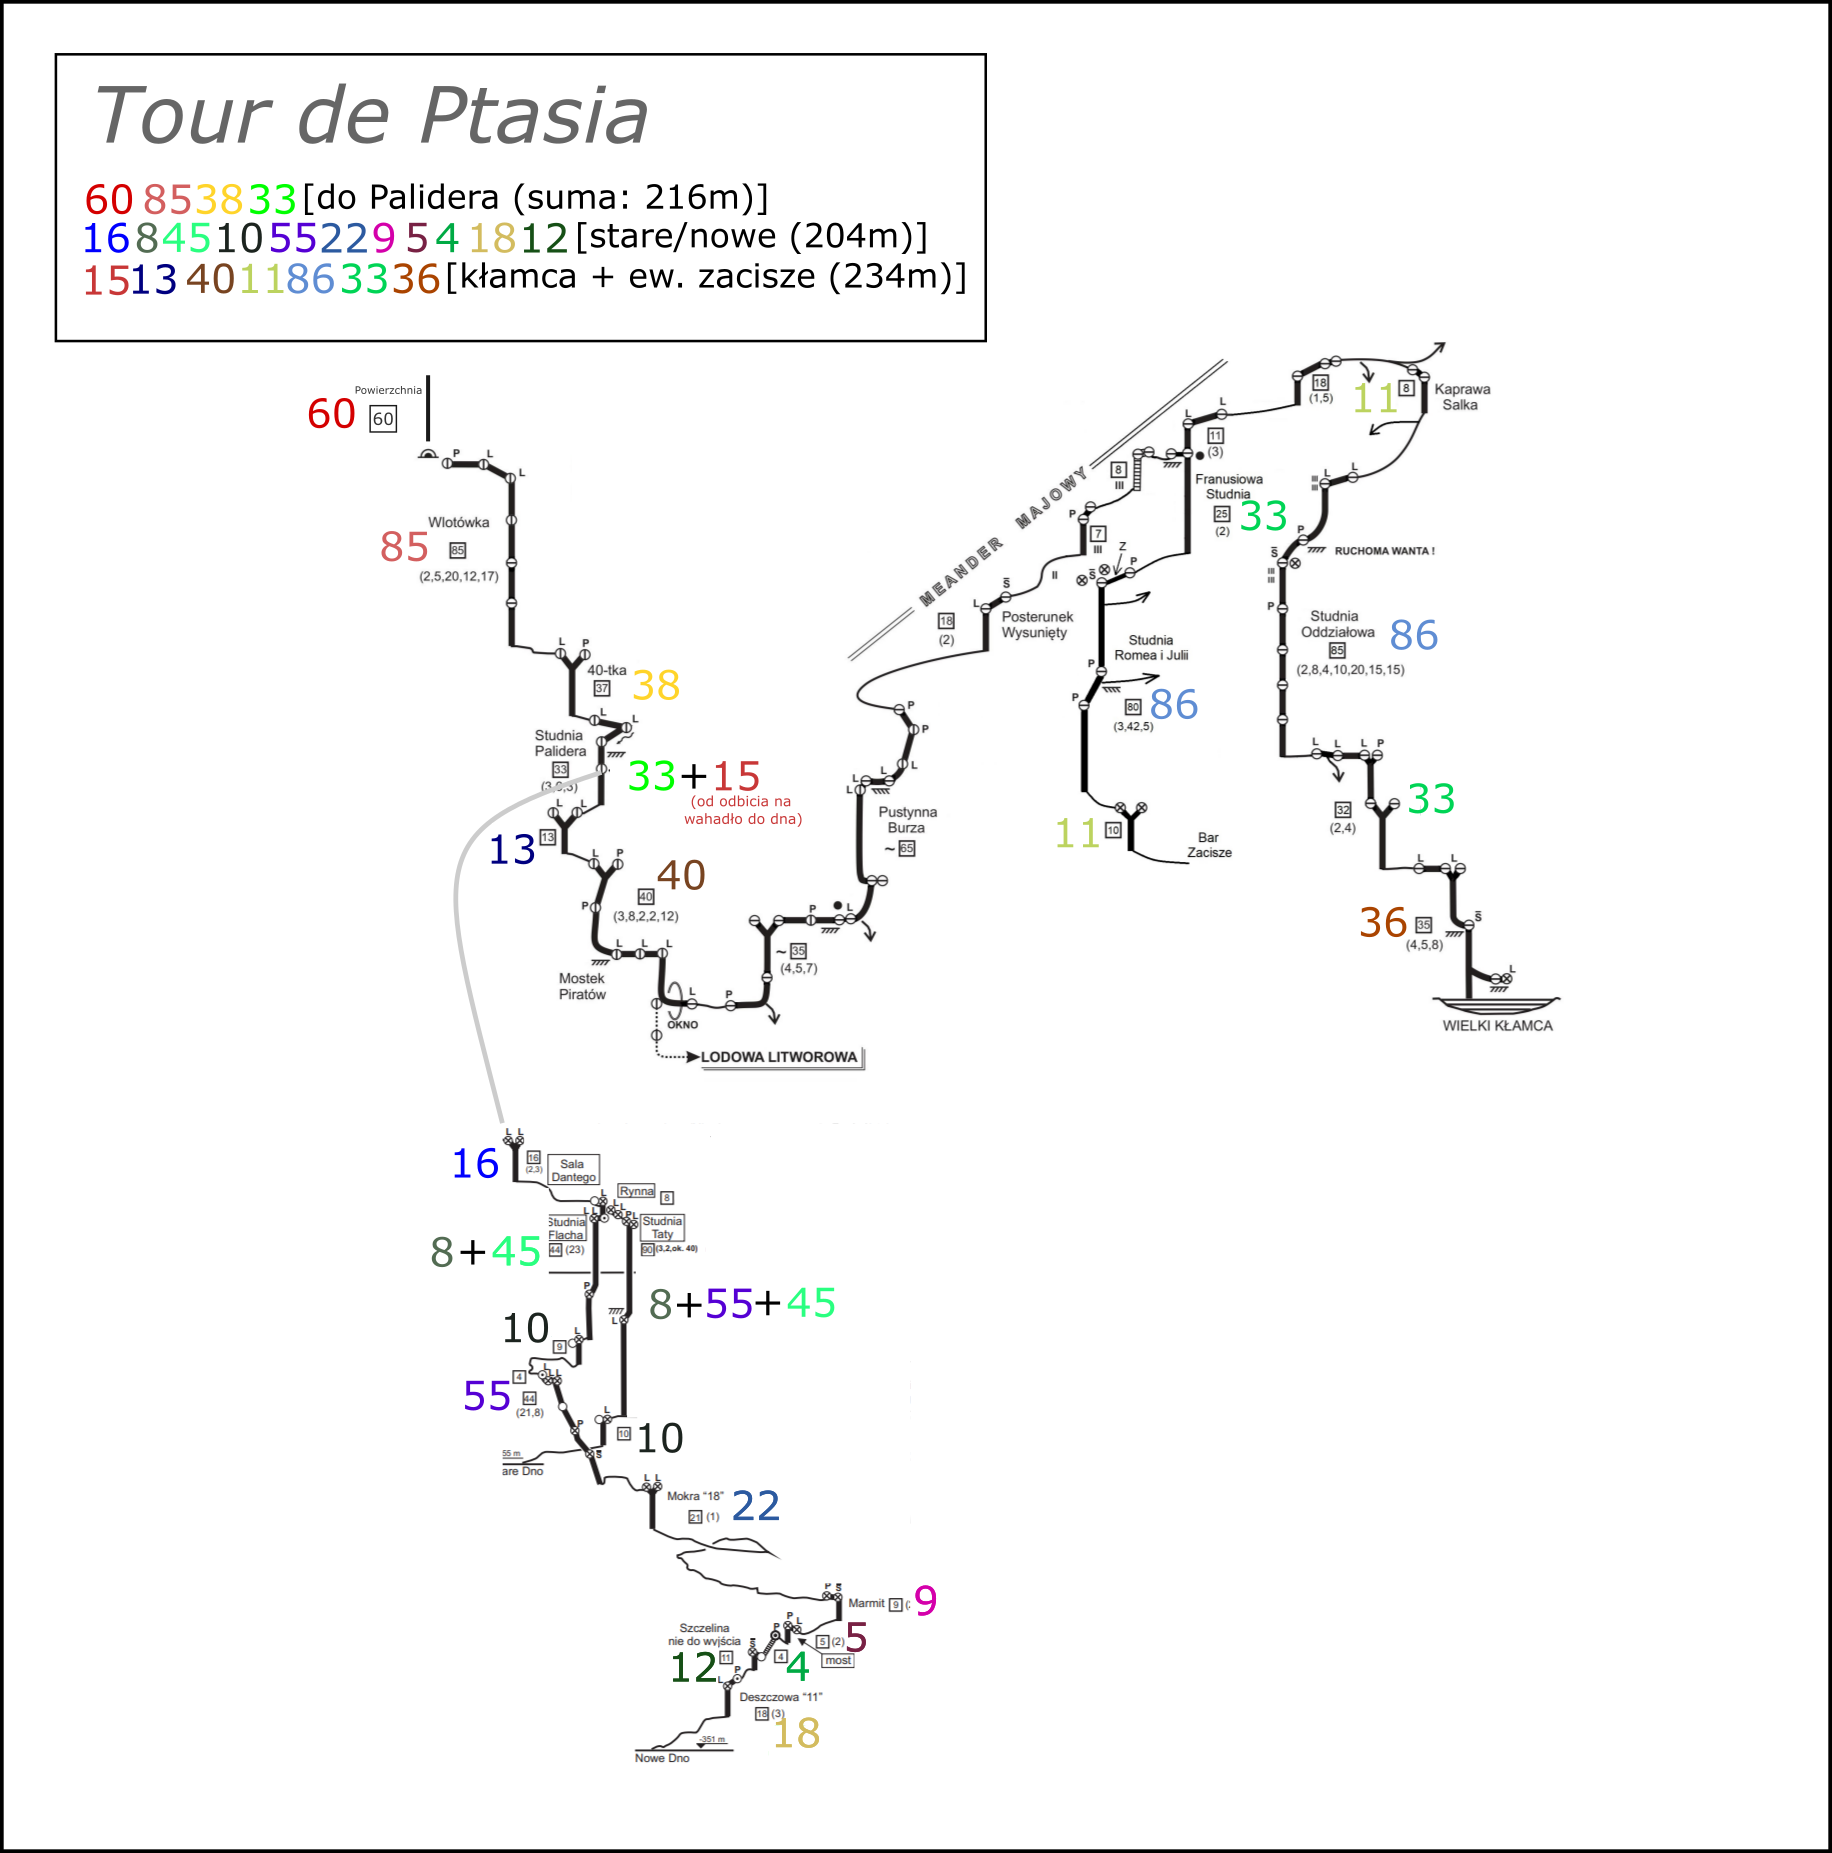 Tour de Ptasia
60 85 38 33 [do Palidera (suma: 216m)]
16 8 45 10 55 22 9 5 4 18 12 [stare/nowe (204m)]
15 13 40 11 86 33 36 [kłamca + ew. zacisze (234m)]
Powierzchnia
60 60
P L
L
Wlotówka
85 85
(2,5,20,12,17)
L P
40-tka
37 38
L L
Studnia
Palidera
33 33+15
(od odbicia na
wahadło do dna)
L L
13 13
L P
40
P 40
(3,8,2,2,12)
L L L
Mostek
Piratów
OKNO
L P
LODOWA LITWOROWA
~ 35
(4,5,7)
P L
Pustynna
Burza
~ 65
L L L
L
P
P
MEANDER MAJOWY
18
(2)
L S̄
Posterunek
Wysunięty
II
P
7
III
8
III
L L
11
(3)
Franusiowa
Studnia
25 33
(2)
Z
S̄ P
Studnia
Romea i Julii
P
P
80 86
(3,42,5)
11 10
Bar
Zacisze
18
(1,5)
11 8
Kaprawa
Salka
L L
III
P
S̄
RUCHOMA WANTA !
III
P
Studnia
Oddziałowa
85 86
(2,8,4,10,20,15,15)
L L L P
32 33
(2,4)
L L
36 35
(4,5,8)
S̄
L
WIELKI KŁAMCA
L L
16 16
(2,3)
Sala
Dantego
L
Rynna 8
L L L L P L
Studnia
Flacha
44 (23)
Studnia
Taty
90 (3,2,ok. 40)
8+45
P
8+55+45
L
10 9
L
4 L L L
55 44
(21,8)
P
L
10 10
S̄
55 m
are Dno
L L
Mokra "18"
21 (1) 22
P S̄
Marmit 9 9
P L
5 (2) 5
most
Szczelina
nie do wyjścia
P
S̄
12 11
4 4
L P
Deszczowa "11"
18 (3)
18
-351 m
Nowe Dno